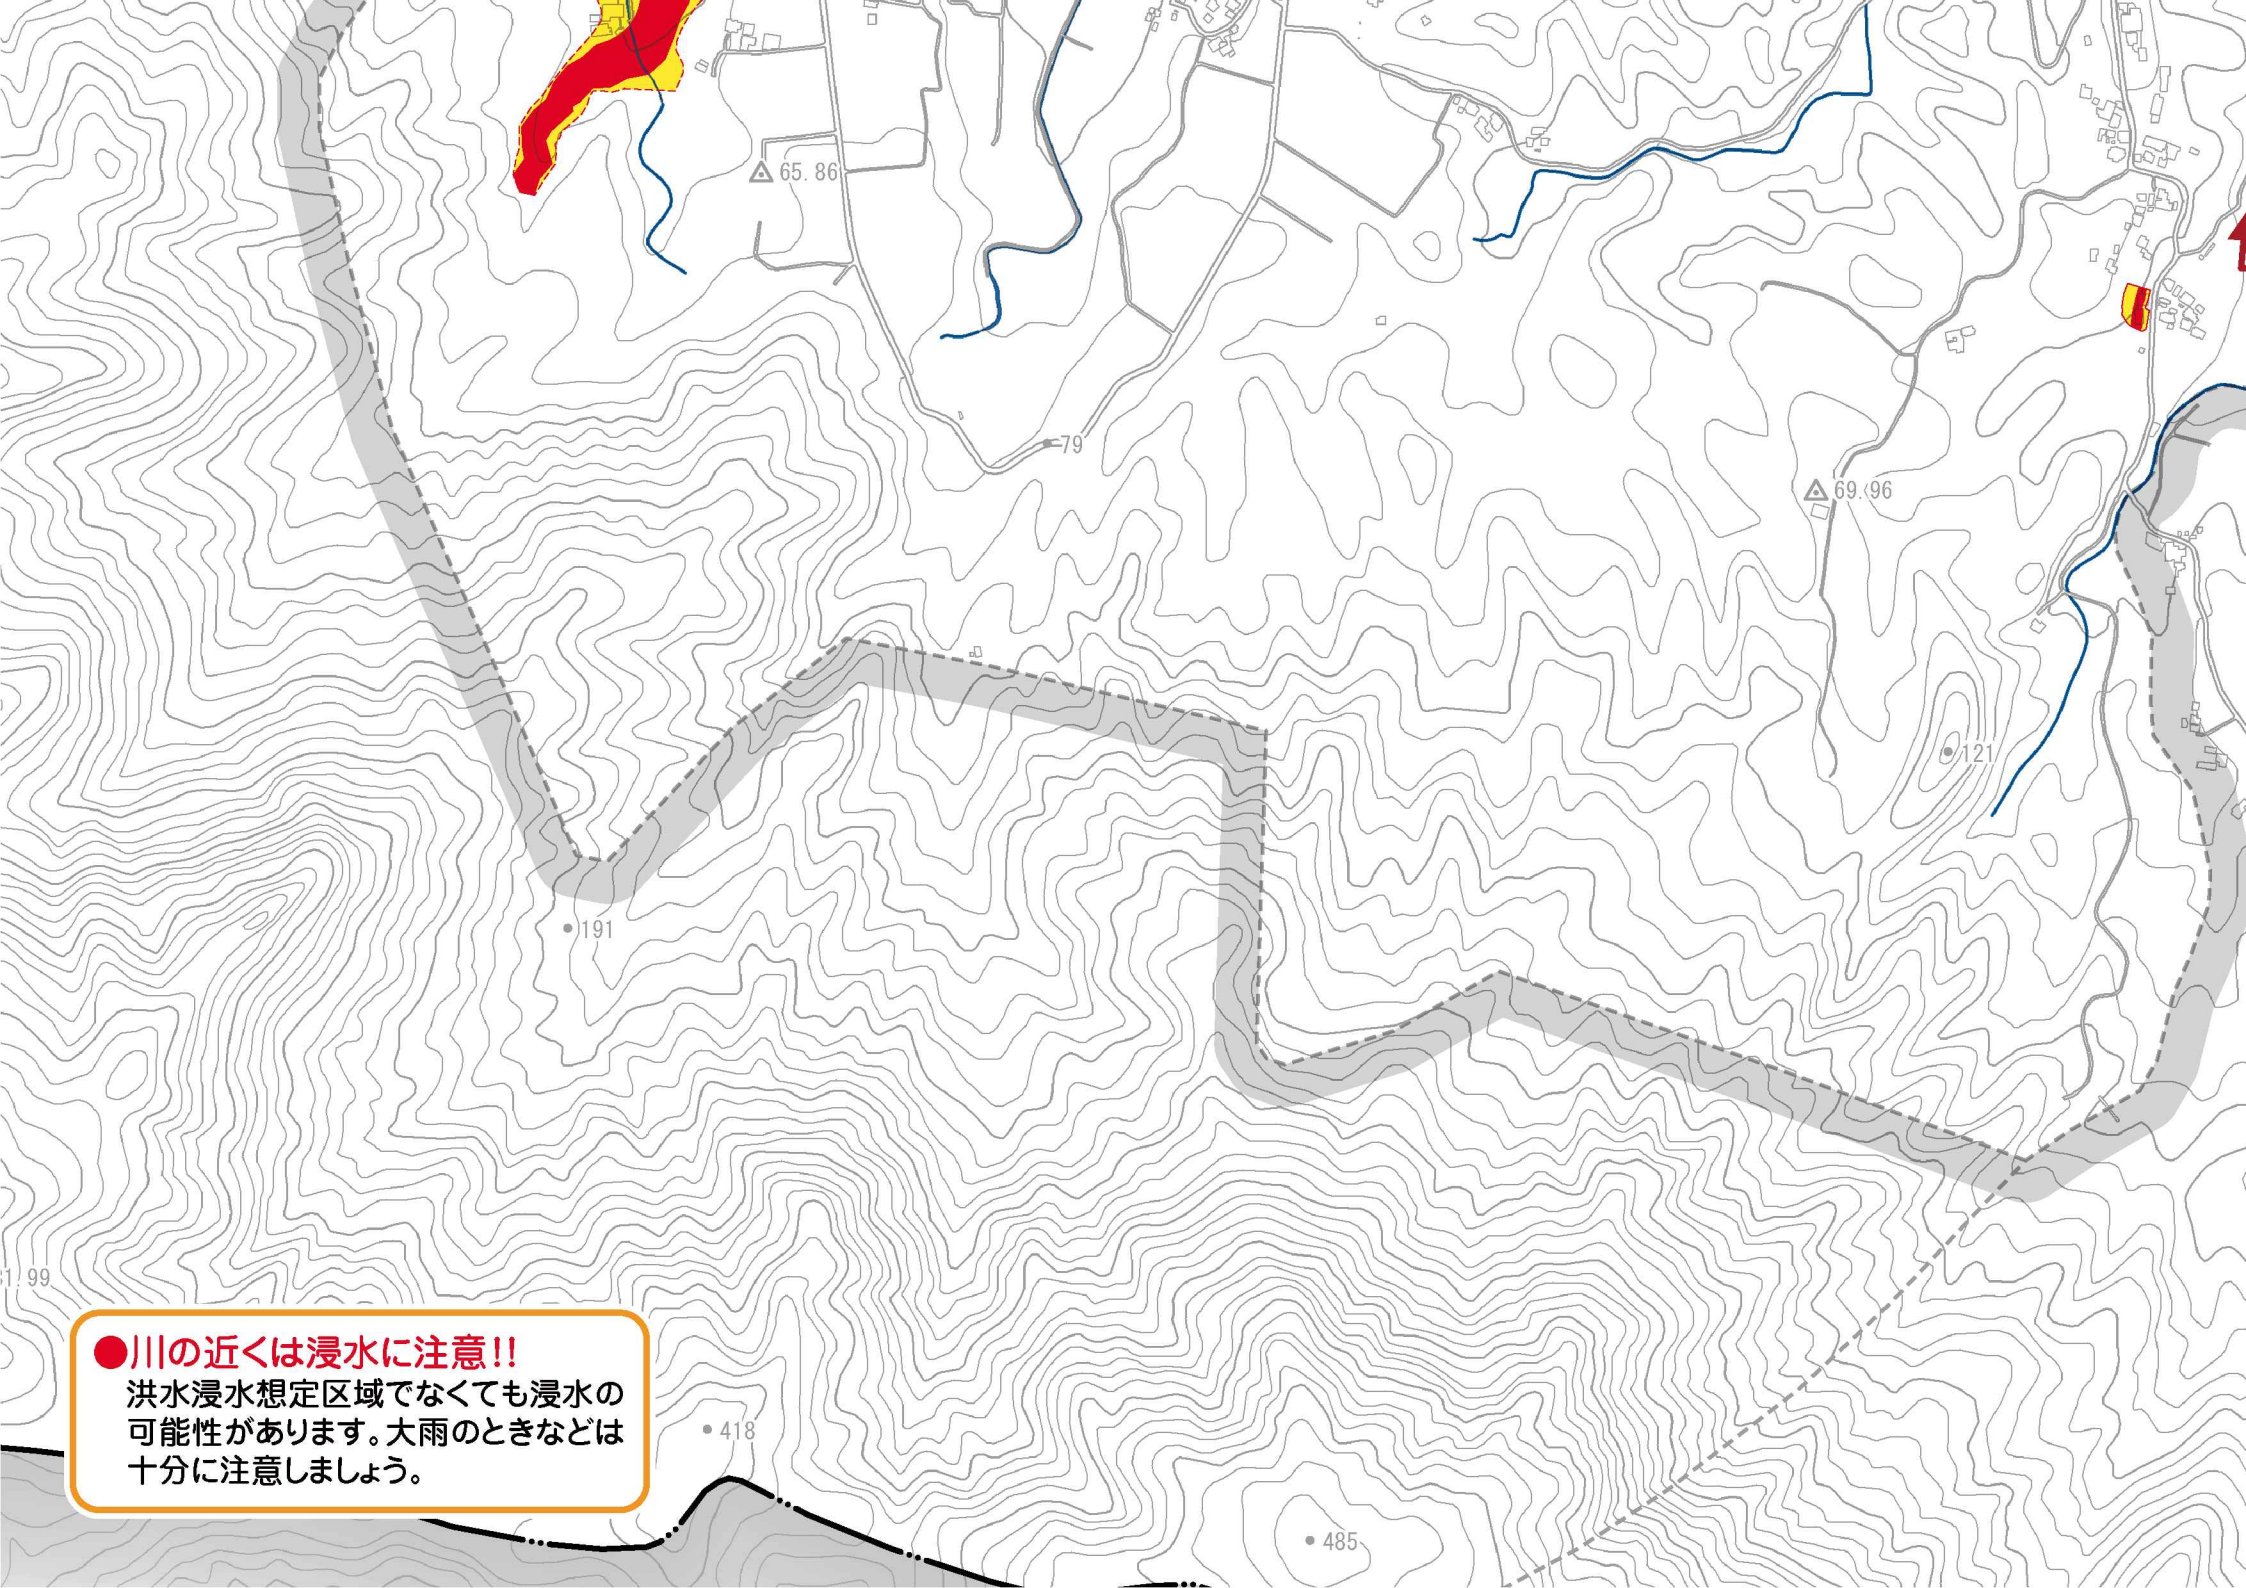 65.86
79
69.96
121
191
●川の近くは浸水に注意!!
洪水浸水想定区域でなくても浸水の
可能性があります。大雨のときなどは
十分に注意しましょう。
418
485